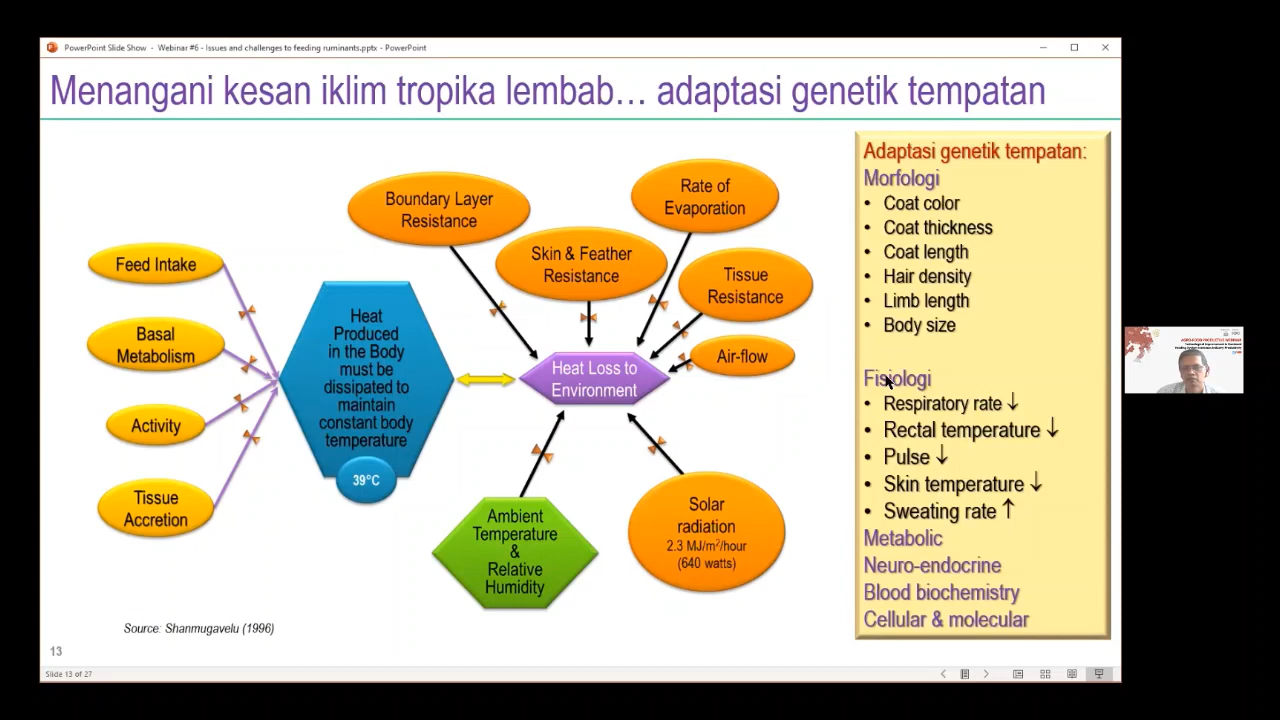 PowerPoint Slide Show - Webinar #6 - Issues and challenges to feeding ruminants.pptx - PowerPoint
Menangani kesan iklim tropika lembab… adaptasi genetik tempatan
Feed Intake
Basal
Metabolism
Activity
Tissue
Accretion
Heat
Produced
in the Body
must be
dissipated to
maintain
constant body
temperature
39°C
Boundary Layer
Resistance
Skin & Feather
Resistance
Rate of
Evaporation
Tissue
Resistance
Air-flow
Heat Loss to
Environment
Ambient
Temperature
&
Relative
Humidity
Solar
radiation
2.3 MJ/m²/hour
(640 watts)
Adaptasi genetik tempatan:
Morfologi
• Coat color
• Coat thickness
• Coat length
• Hair density
• Limb length
• Body size
Fisiologi
• Respiratory rate ↓
• Rectal temperature ↓
• Pulse ↓
• Skin temperature ↓
• Sweating rate ↑
Metabolic
Neuro-endocrine
Blood biochemistry
Cellular & molecular
Source: Shanmugavelu (1996)
13
Slide 13 of 27